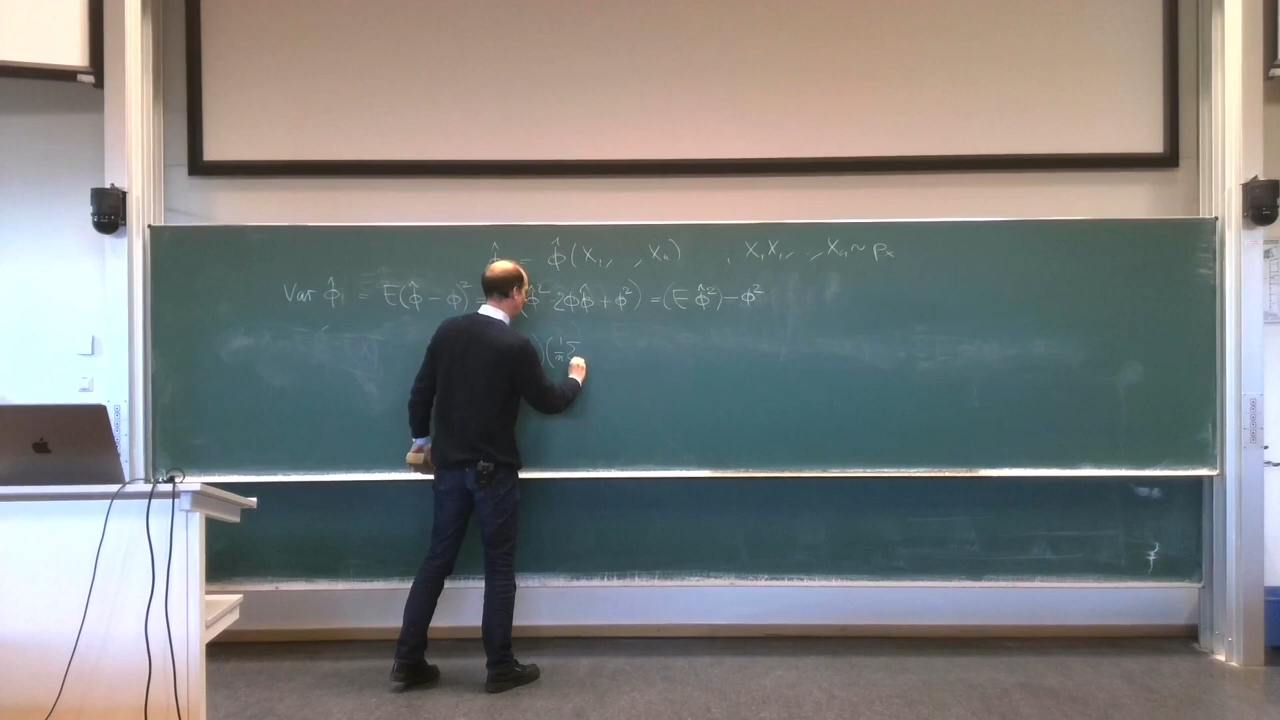 ϕ̂ = ϕ̂(X₁, , Xₙ) , X₁X₁, .., Xₙ ~ pₓ
Var ϕ̂₁ = E(ϕ̂ - ϕ)² = ϕ̂² - 2ϕϕ̂ + ϕ²) = (E ϕ̂²) - ϕ²
)(1/n Σ